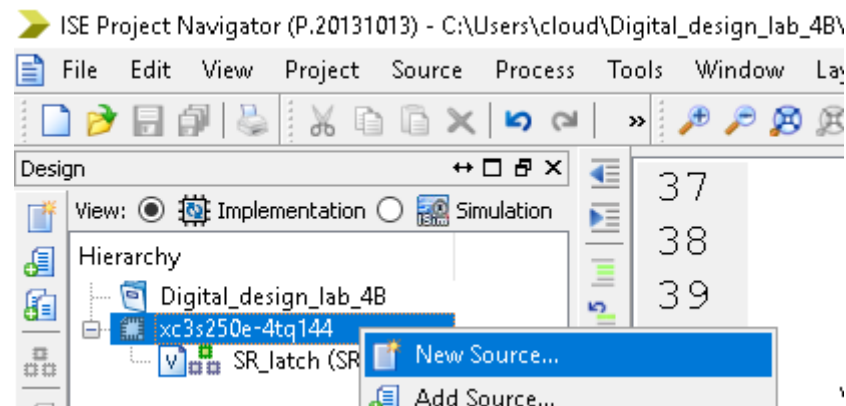 ISE Project Navigator (P.20131013) - C:\Users\cloud\Digital_design_lab_4B\
File Edit View Project Source Process Tools Window Lay
»
Design
View: Implementation Simulation
Hierarchy
Digital_design_lab_4B
xc3s250e-4tq144
SR_latch (SR
New Source...
Add Source...
37
38
39